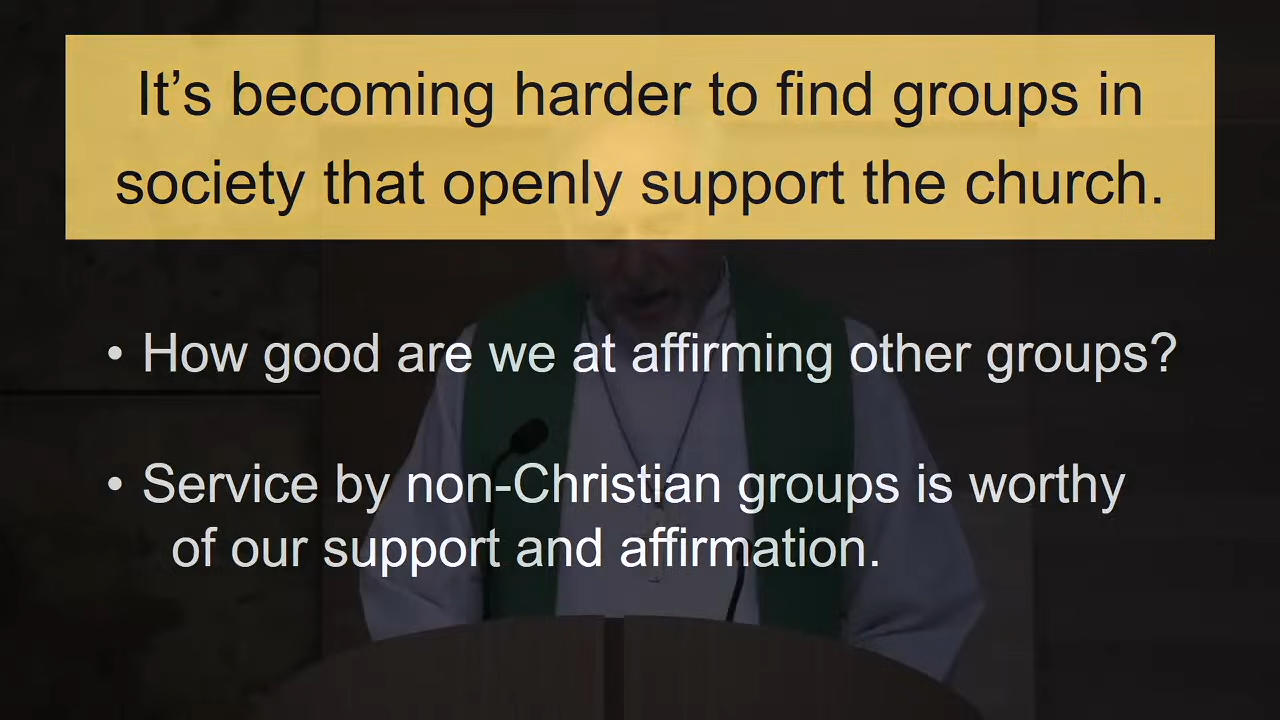 It’s becoming harder to find groups in
society that openly support the church.
• How good are we at affirming other groups?
• Service by non-Christian groups is worthy
of our support and affirmation.